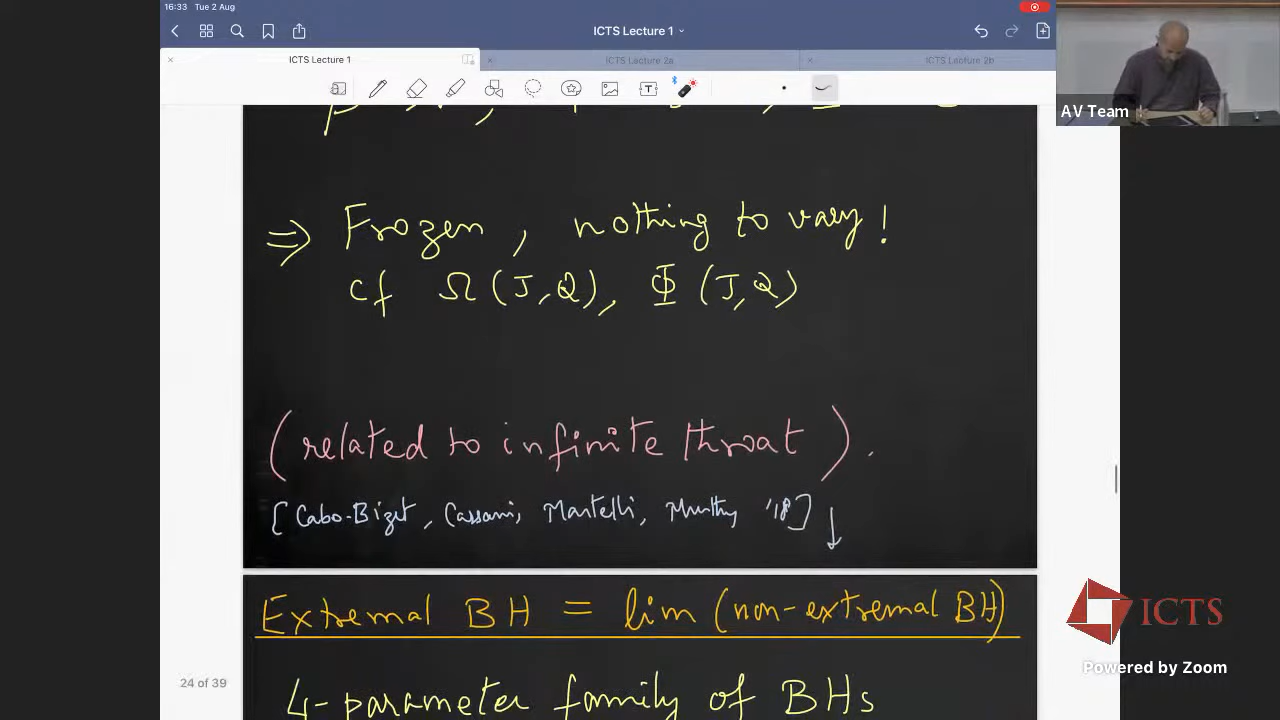 16:33 Tue 2 Aug
ICTS Lecture 1
ICTS Lecture 1
ICTS Lecture 2a
ICTS Lecture 2b
AV Team
⇒ Frozen, nothing to vary!
cf Ω(J,Q), Φ(J,Q)
(related to infinite throat).
[Cabo-Bizet, Cassani, Martelli, Murthy '18] ↓
Extremal BH = lim (non-extremal BH)
24 of 39
4-parameter family of BHs
ICTS
Powered by Zoom